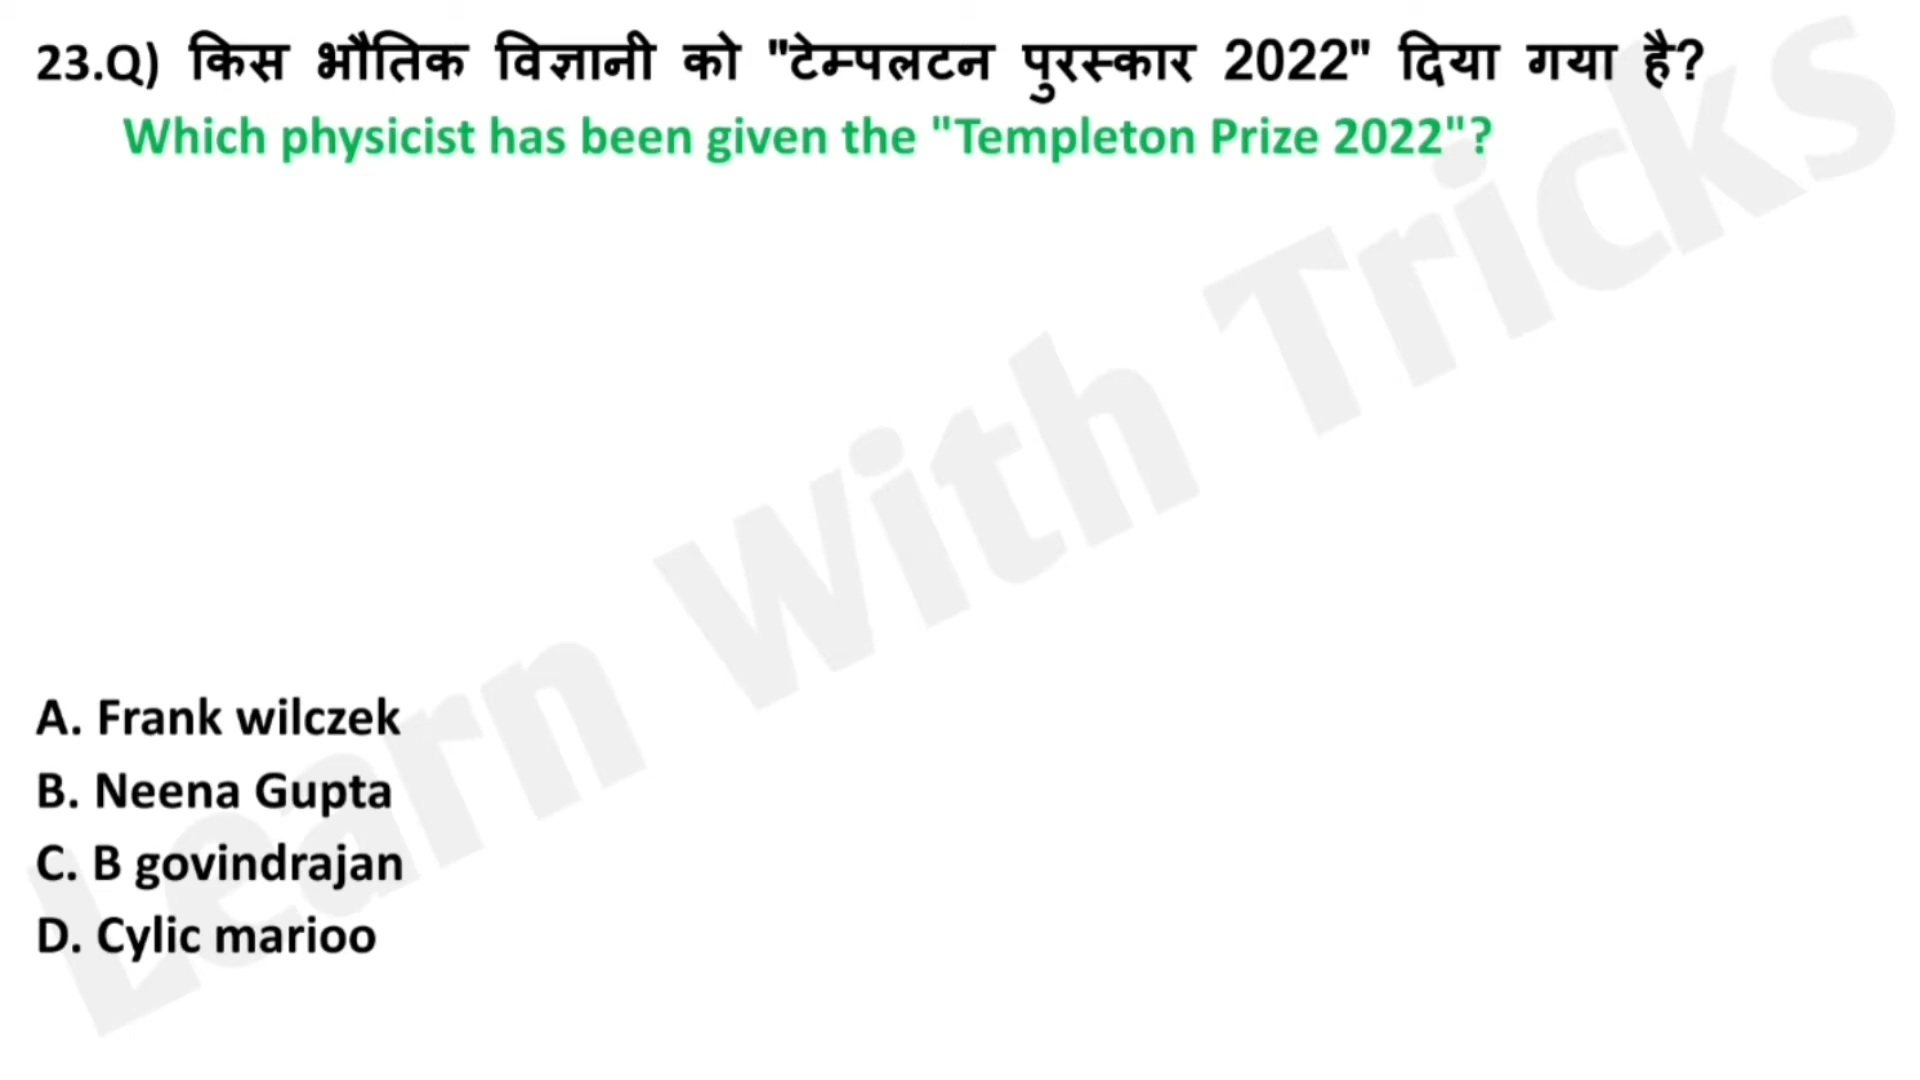 23.Q) किस भौतिक विज्ञानी को "टेम्पलटन पुरस्कार 2022" दिया गया है?
Which physicist has been given the "Templeton Prize 2022"?
Learn With Tricks
A. Frank wilczek
B. Neena Gupta
C. B govindrajan
D. Cylic marioo